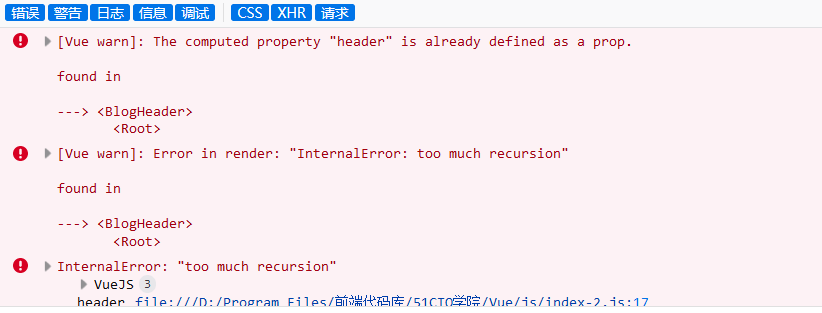 错误 警告 日志 信息 调试 CSS XHR 请求
[Vue warn]: The computed property "header" is already defined as a prop.
found in
---> <BlogHeader>
<Root>
[Vue warn]: Error in render: "InternalError: too much recursion"
found in
---> <BlogHeader>
<Root>
InternalError: "too much recursion"
VueJS 3
header file:///D:/Program Files/前端代码库/51CTO学院/Vue/js/index-2.js:17